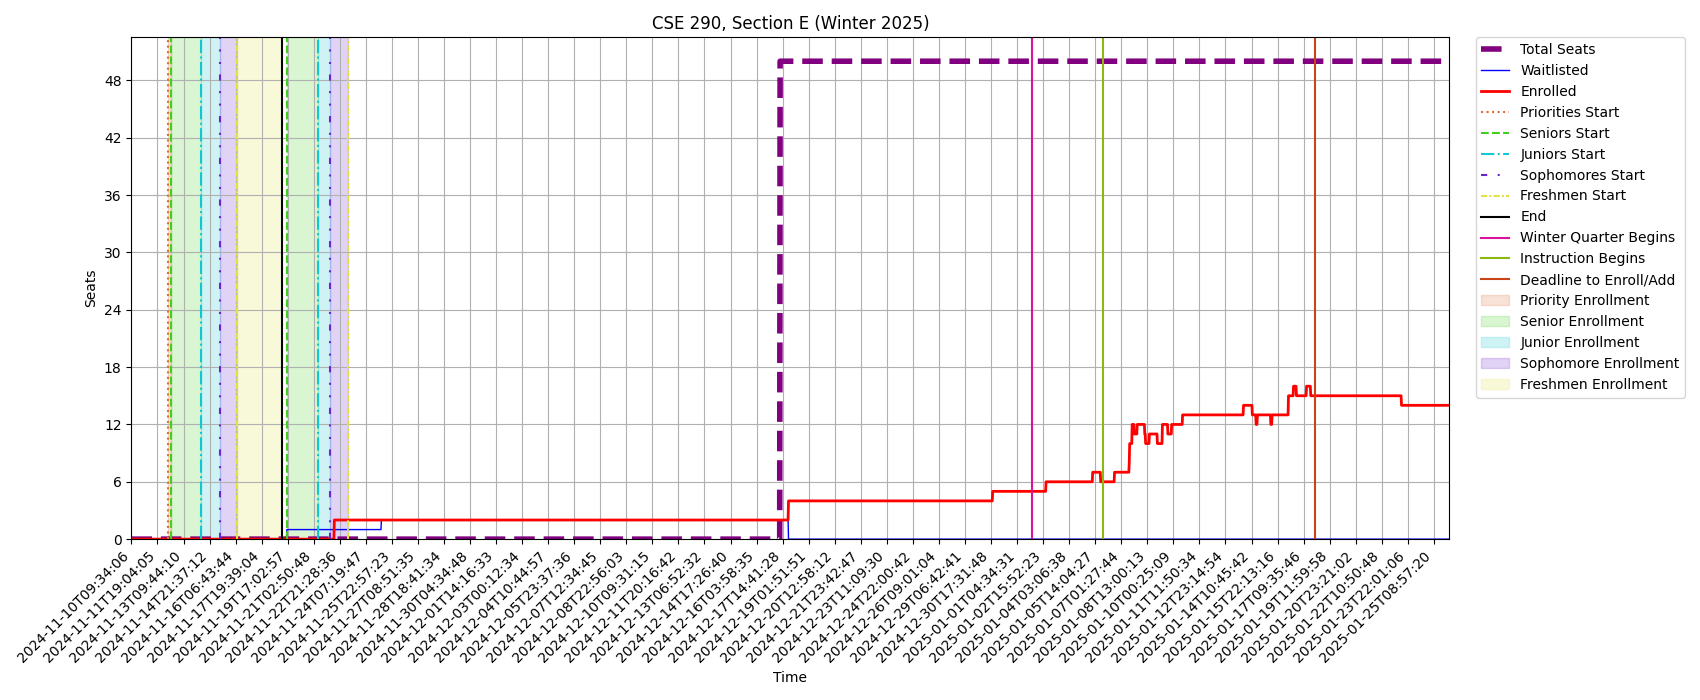 CSE 290, Section E (Winter 2025)
Seats
48
42
36
30
24
18
12
6
0
2024-11-10T09:34:06
2024-11-11T19:04:05
2024-11-13T09:44:10
2024-11-14T21:37:12
2024-11-16T06:43:44
2024-11-17T19:39:04
2024-11-19T17:02:57
2024-11-21T02:50:48
2024-11-22T21:28:36
2024-11-24T07:19:47
2024-11-25T22:57:23
2024-11-28T08:51:35
2024-11-28T18:41:34
2024-11-30T04:34:48
2024-12-01T14:16:33
2024-12-03T00:12:34
2024-12-04T10:44:57
2024-12-05T23:37:36
2024-12-07T12:34:45
2024-12-08T22:56:03
2024-12-10T09:31:15
2024-12-11T20:16:42
2024-12-13T06:52:32
2024-12-14T17:26:40
2024-12-16T03:58:35
2024-12-17T14:41:28
2024-12-19T01:51:51
2024-12-20T12:58:12
2024-12-21T23:42:47
2024-12-23T11:09:30
2024-12-24T22:00:42
2024-12-26T09:01:04
2024-12-29T06:42:41
2024-12-30T17:31:48
2025-01-01T04:34:31
2025-01-02T15:52:23
2025-01-04T03:06:38
2025-01-05T14:04:27
2025-01-07T01:27:44
2025-01-08T13:00:13
2025-01-10T00:25:09
2025-01-11T11:50:34
2025-01-12T23:14:54
2025-01-14T10:45:42
2025-01-15T22:13:16
2025-01-17T09:35:46
2025-01-19T11:59:58
2025-01-20T23:21:02
2025-01-22T10:50:48
2025-01-23T22:01:06
2025-01-25T08:57:20
Time
Total Seats
Waitlisted
Enrolled
Priorities Start
Seniors Start
Juniors Start
Sophomores Start
Freshmen Start
End
Winter Quarter Begins
Instruction Begins
Deadline to Enroll/Add
Priority Enrollment
Senior Enrollment
Junior Enrollment
Sophomore Enrollment
Freshmen Enrollment